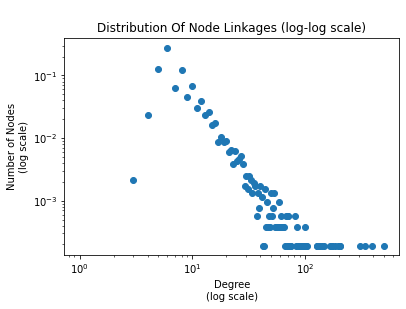 Distribution Of Node Linkages (log-log scale)
Number of Nodes
(log scale)
10⁻¹
10⁻²
10⁻³
10⁰
10¹
10²
Degree
(log scale)